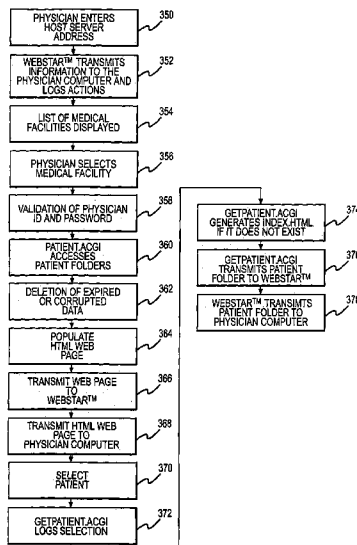 PHYSICIAN ENTERS
HOST SERVER
ADDRESS
350
WEBSTAR™ TRANSMITS
INFORMATION TO THE
PHYSICIAN COMPUTER AND
LOGS ACTIONS
352
LIST OF MEDICAL
FACILITIES DISPLAYED
354
PHYSICIAN SELECTS
MEDICAL FACILITY
356
VALIDATION OF PHYSICIAN
ID AND PASSWORD
358
PATIENT.ACGI
ACCESSES
PATIENT FOLDERS
360
DELETION OF EXPIRED
OR CORRUPTED
DATA
362
POPULATE
HTML WEB
PAGE
364
TRANSMIT WEB PAGE
TO
WEBSTAR™
366
TRANSMIT HTML WEB
PAGE TO
PHYSICIAN COMPUTER
368
SELECT
PATIENT
370
GETPATIENT.ACGI
LOGS SELECTION
372
GETPATIENT.ACGI
GENERATES INDEX.HTML
IF IT DOES NOT EXIST
374
GETPATIENT.ACGI
TRANSMITS PATIENT
FOLDER TO WEBSTAR™
WEBSTAR™ TRANSIMTS
PATIENT FOLDER TO
PHYSICIAN COMPUTER